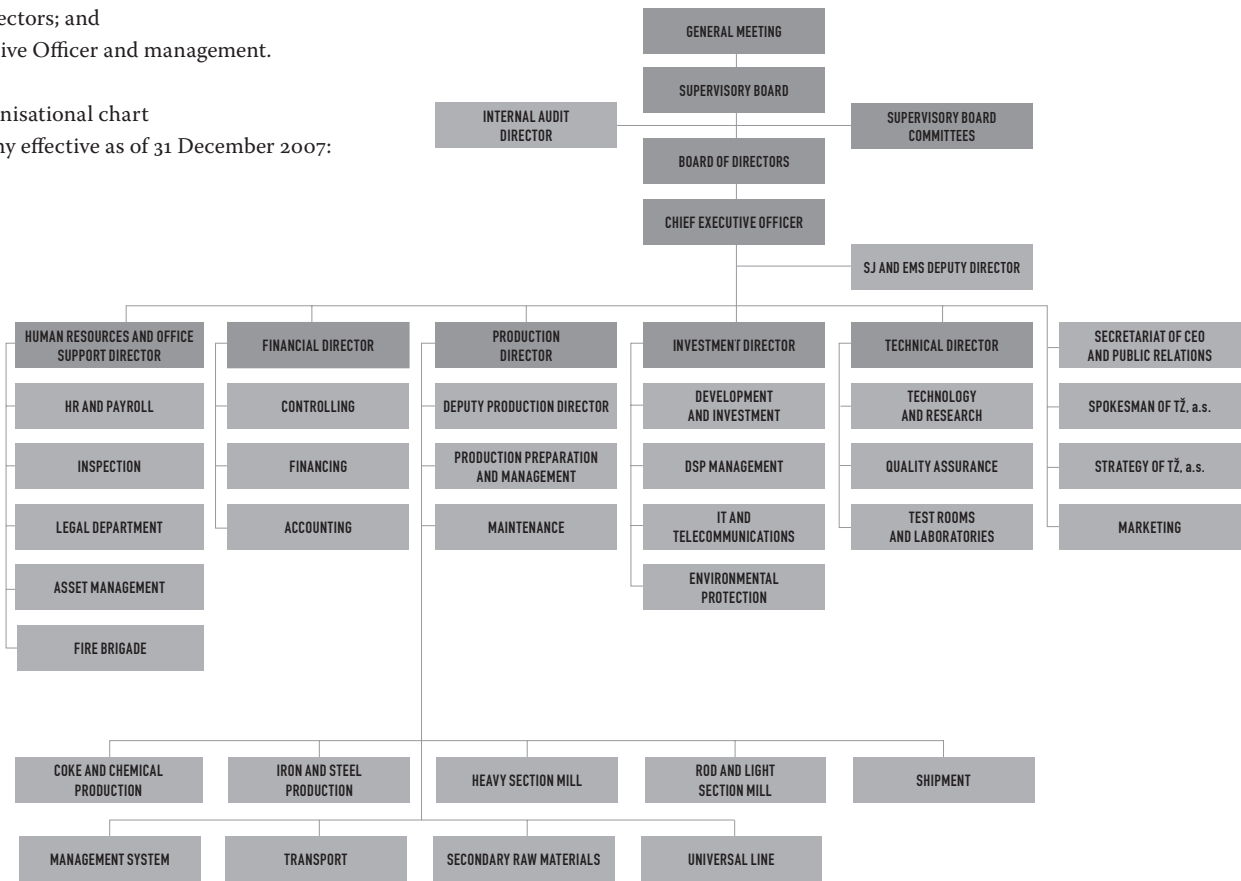 ectors; and
ive Officer and management.
nisational chart
ny effective as of 31 December 2007:
GENERAL MEETING
SUPERVISORY BOARD
INTERNAL AUDIT
DIRECTOR
SUPERVISORY BOARD
COMMITTEES
BOARD OF DIRECTORS
CHIEF EXECUTIVE OFFICER
SJ AND EMS DEPUTY DIRECTOR
HUMAN RESOURCES AND OFFICE
SUPPORT DIRECTOR
HR AND PAYROLL
INSPECTION
LEGAL DEPARTMENT
ASSET MANAGEMENT
FIRE BRIGADE
FINANCIAL DIRECTOR
CONTROLLING
FINANCING
ACCOUNTING
PRODUCTION
DIRECTOR
DEPUTY PRODUCTION DIRECTOR
PRODUCTION PREPARATION
AND MANAGEMENT
MAINTENANCE
INVESTMENT DIRECTOR
DEVELOPMENT
AND INVESTMENT
DSP MANAGEMENT
IT AND
TELECOMMUNICATIONS
ENVIRONMENTAL
PROTECTION
TECHNICAL DIRECTOR
TECHNOLOGY
AND RESEARCH
QUALITY ASSURANCE
TEST ROOMS
AND LABORATORIES
SECRETARIAT OF CEO
AND PUBLIC RELATIONS
SPOKESMAN OF TŽ, a.s.
STRATEGY OF TŽ, a.s.
MARKETING
COKE AND CHEMICAL
PRODUCTION
IRON AND STEEL
PRODUCTION
HEAVY SECTION MILL
ROD AND LIGHT
SECTION MILL
SHIPMENT
MANAGEMENT SYSTEM
TRANSPORT
SECONDARY RAW MATERIALS
UNIVERSAL LINE